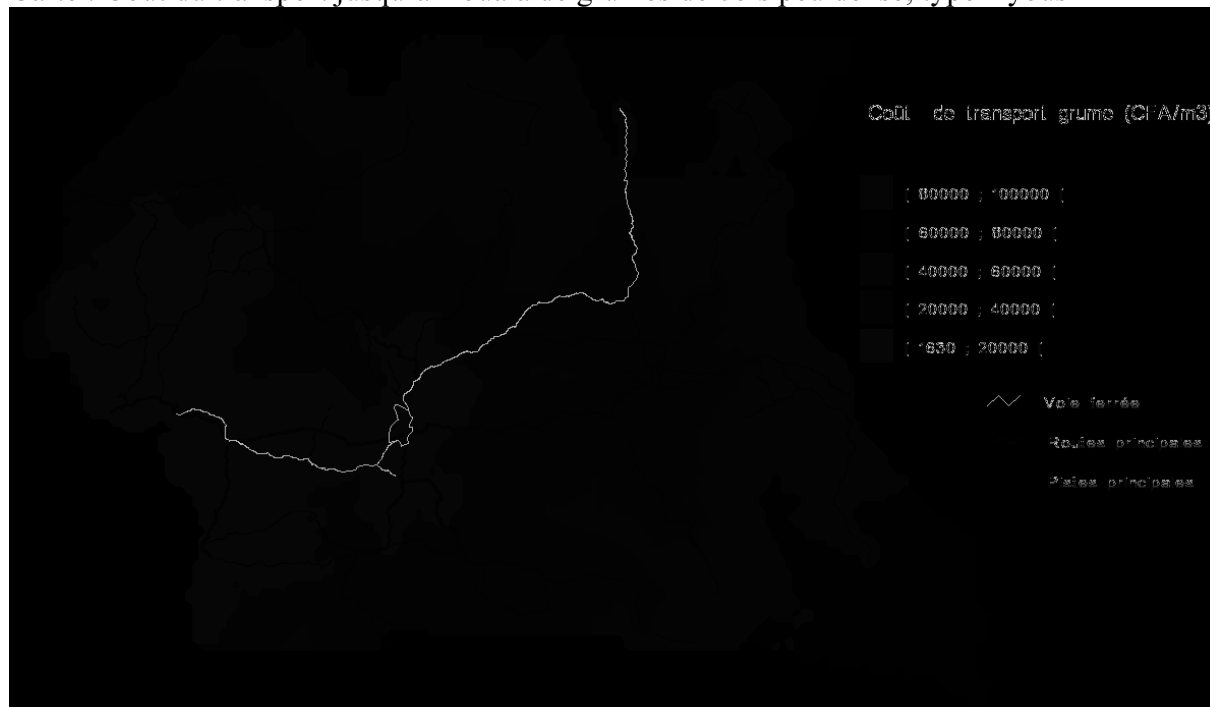 Coût de transport grume (CFA/m3)
[ 80000 ; 100000 [
[ 60000 ; 80000 [
[ 40000 ; 60000 [
[ 20000 ; 40000 [
[ 1630 ; 20000 [
Voie ferrée
Routes principales
Pistes principales